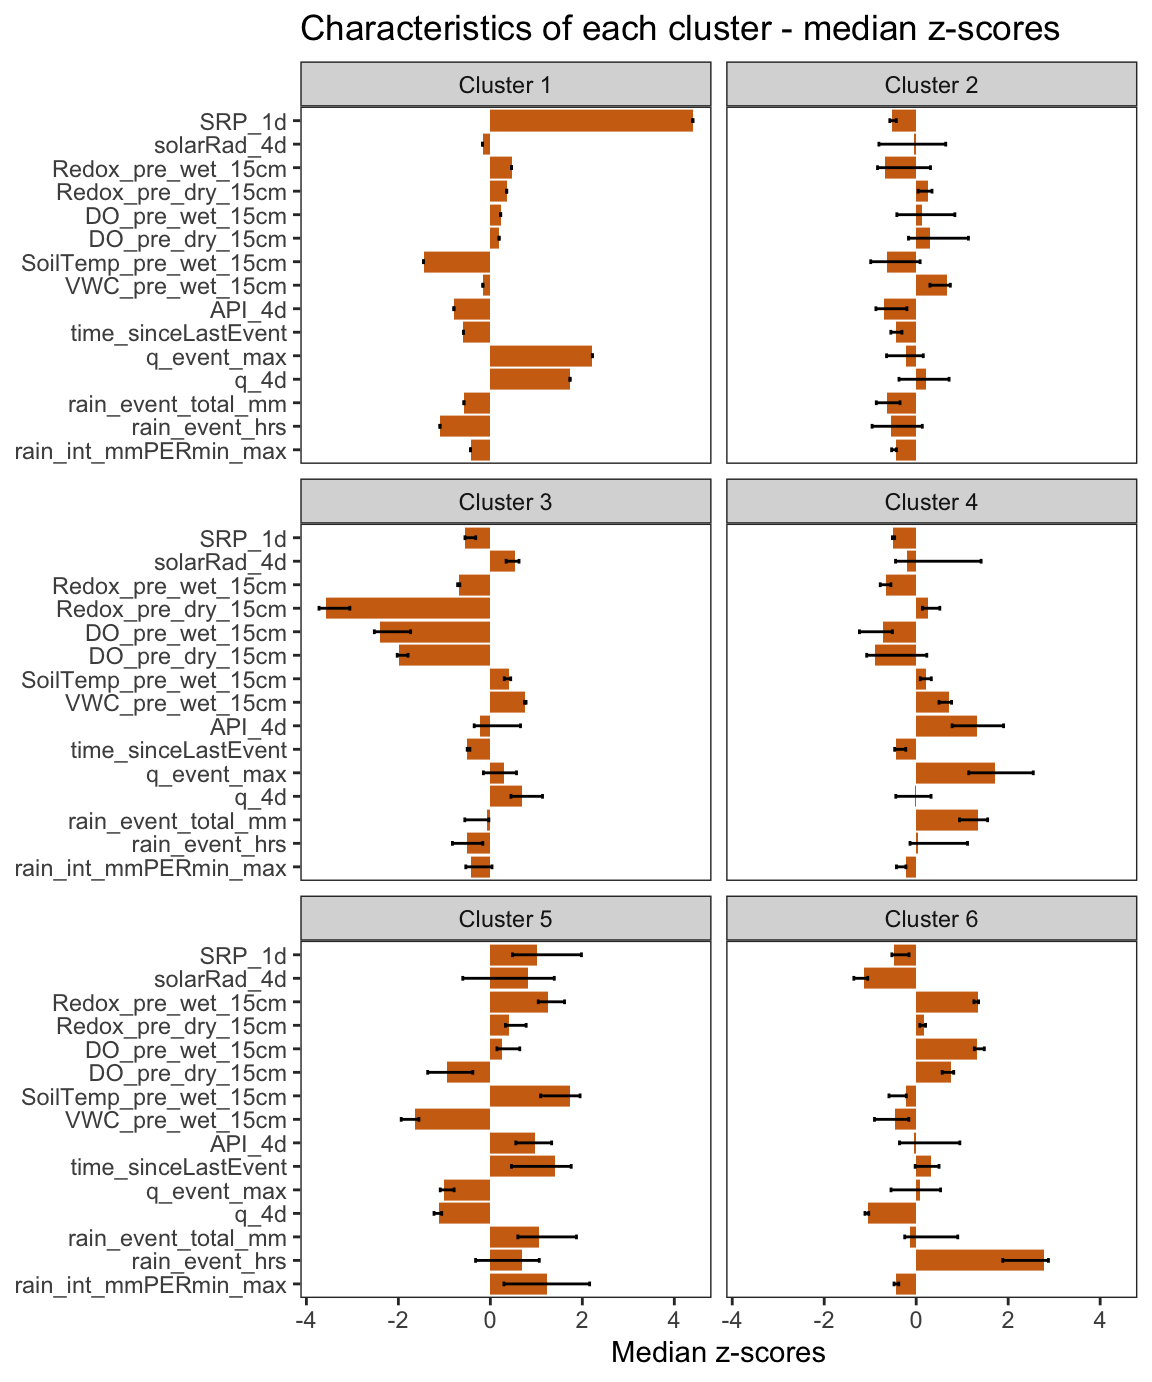 Characteristics of each cluster - median z-scores
Cluster 1
Cluster 2
SRP_1d
solarRad_4d
Redox_pre_wet_15cm
Redox_pre_dry_15cm
DO_pre_wet_15cm
DO_pre_dry_15cm
SoilTemp_pre_wet_15cm
VWC_pre_wet_15cm
API_4d
time_sinceLastEvent
q_event_max
q_4d
rain_event_total_mm
rain_event_hrs
rain_int_mmPERmin_max
Cluster 3
Cluster 4
SRP_1d
solarRad_4d
Redox_pre_wet_15cm
Redox_pre_dry_15cm
DO_pre_wet_15cm
DO_pre_dry_15cm
SoilTemp_pre_wet_15cm
VWC_pre_wet_15cm
API_4d
time_sinceLastEvent
q_event_max
q_4d
rain_event_total_mm
rain_event_hrs
rain_int_mmPERmin_max
Cluster 5
Cluster 6
SRP_1d
solarRad_4d
Redox_pre_wet_15cm
Redox_pre_dry_15cm
DO_pre_wet_15cm
DO_pre_dry_15cm
SoilTemp_pre_wet_15cm
VWC_pre_wet_15cm
API_4d
time_sinceLastEvent
q_event_max
q_4d
rain_event_total_mm
rain_event_hrs
rain_int_mmPERmin_max
-4 -2 0 2 4 -4 -2 0 2 4
Median z-scores